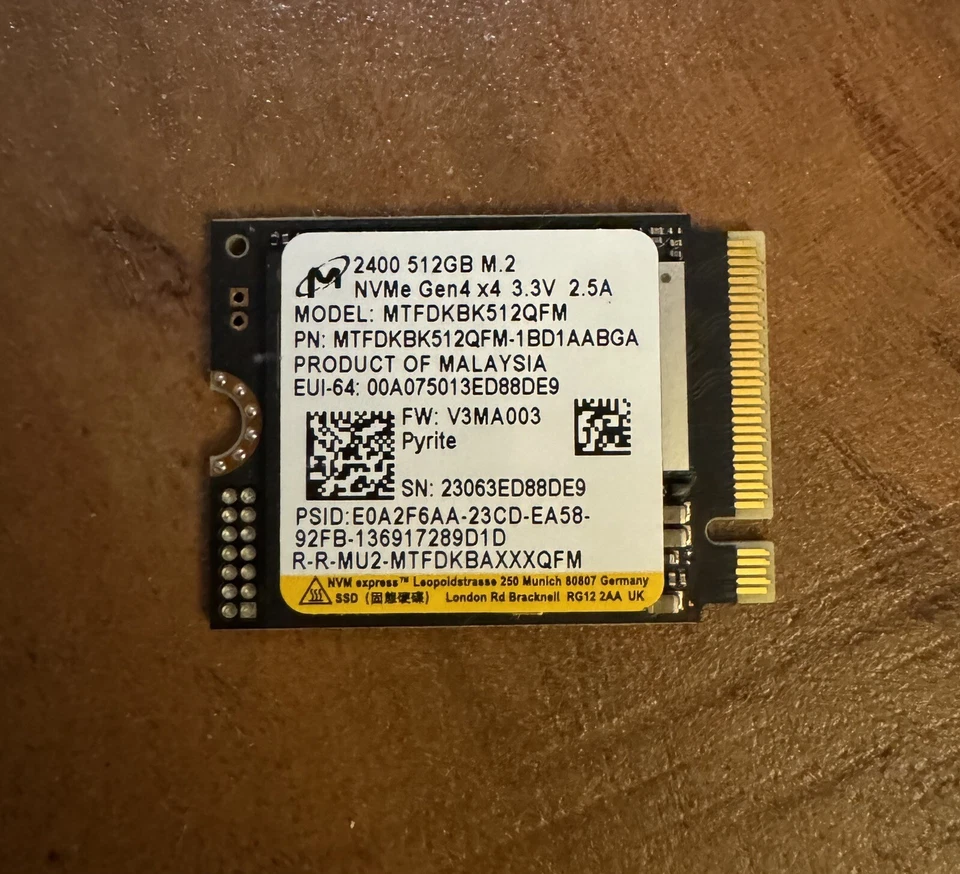 2400 512GB M.2
NVMe Gen4 x4 3.3V 2.5A
MODEL: MTFDKBK512QFM
PN: MTFDKBK512QFM-1BD1AABGA
PRODUCT OF MALAYSIA
EUI-64: 00A075013ED88DE9
FW: V3MA003
Pyrite
SN: 23063ED88DE9
PSID:E0A2F6AA-23CD-EA58-
92FB-136917289D1D
R-R-MU2-MTFDKBAXXXQFM
NVM express™ Leopoldstrasse 250 Munich 80807 Germany
SSD (固態硬碟) London Rd Bracknell RG12 2AA UK